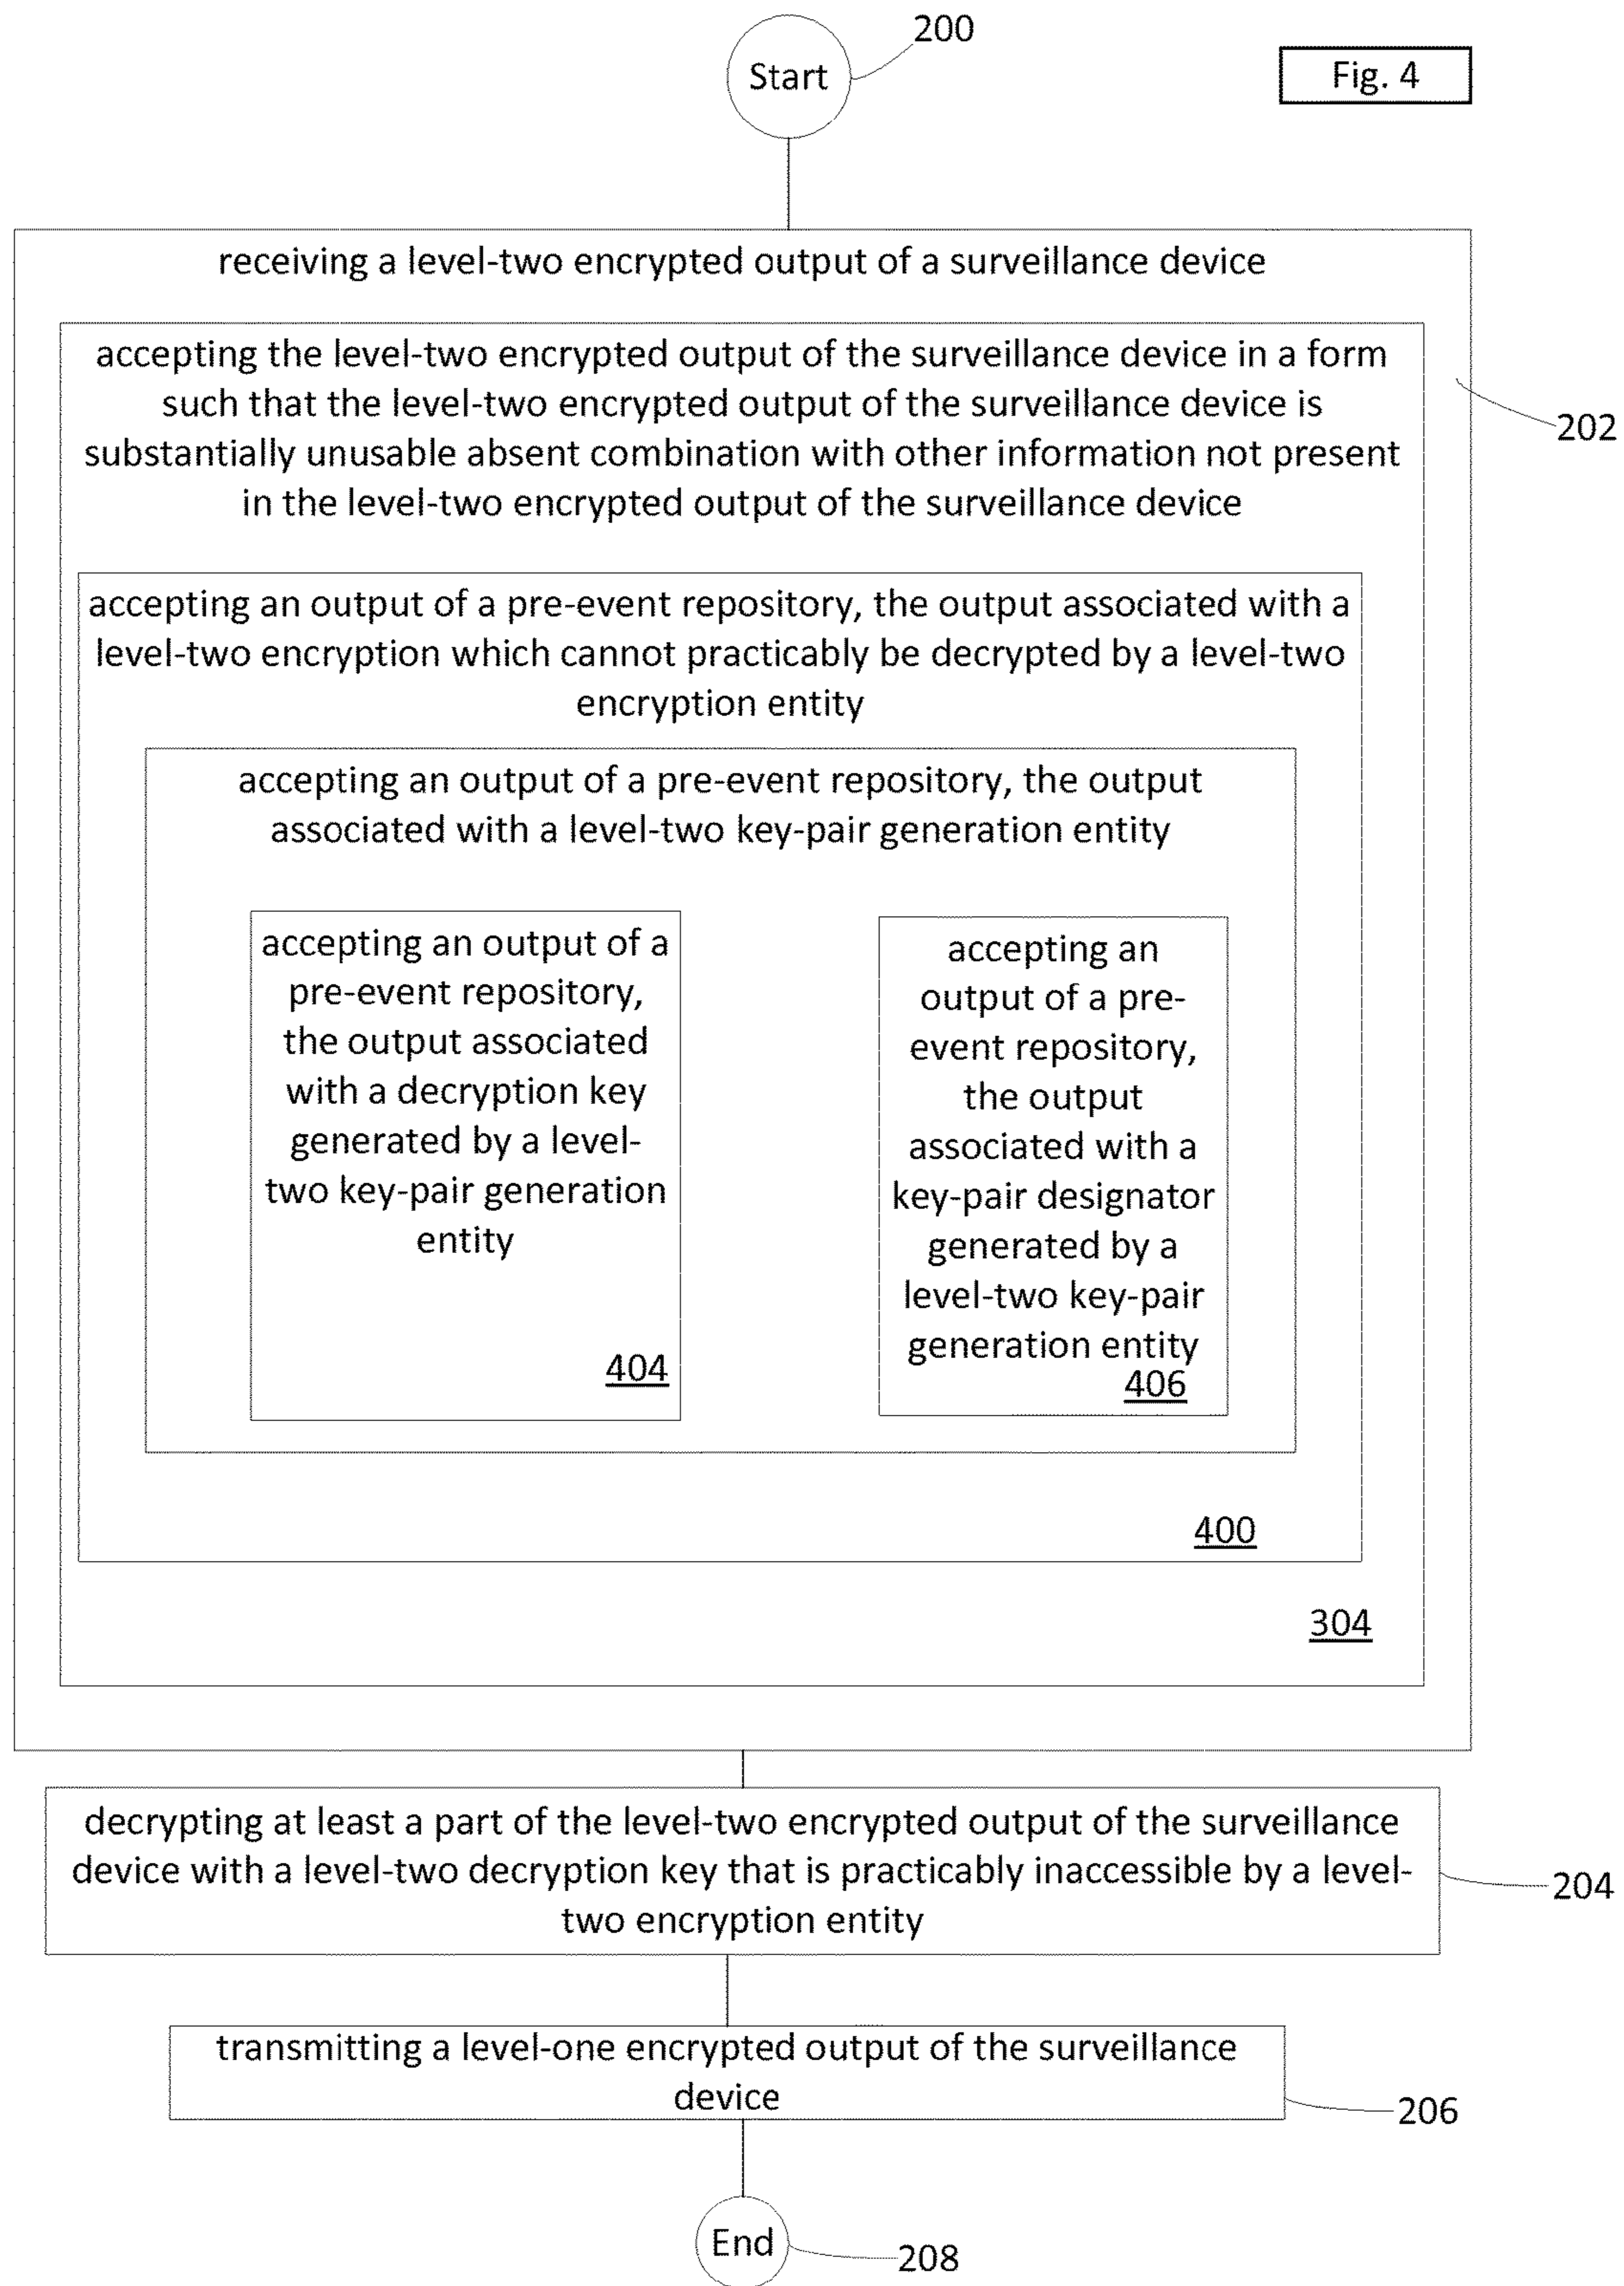 200
Start
Fig. 4
receiving a level-two encrypted output of a surveillance device
accepting the level-two encrypted output of the surveillance device in a form
such that the level-two encrypted output of the surveillance device is
substantially unusable absent combination with other information not present
in the level-two encrypted output of the surveillance device
202
accepting an output of a pre-event repository, the output associated with a
level-two encryption which cannot practicably be decrypted by a level-two
encryption entity
accepting an output of a pre-event repository, the output
associated with a level-two key-pair generation entity
accepting an output of a
pre-event repository,
the output associated
with a decryption key
generated by a level-
two key-pair generation
entity
404
accepting an
output of a pre-
event repository,
the output
associated with a
key-pair designator
generated by a
level-two key-pair
generation entity
406
400
304
decrypting at least a part of the level-two encrypted output of the surveillance
device with a level-two decryption key that is practicably inaccessible by a level-
two encryption entity
204
transmitting a level-one encrypted output of the surveillance
device
206
End
208